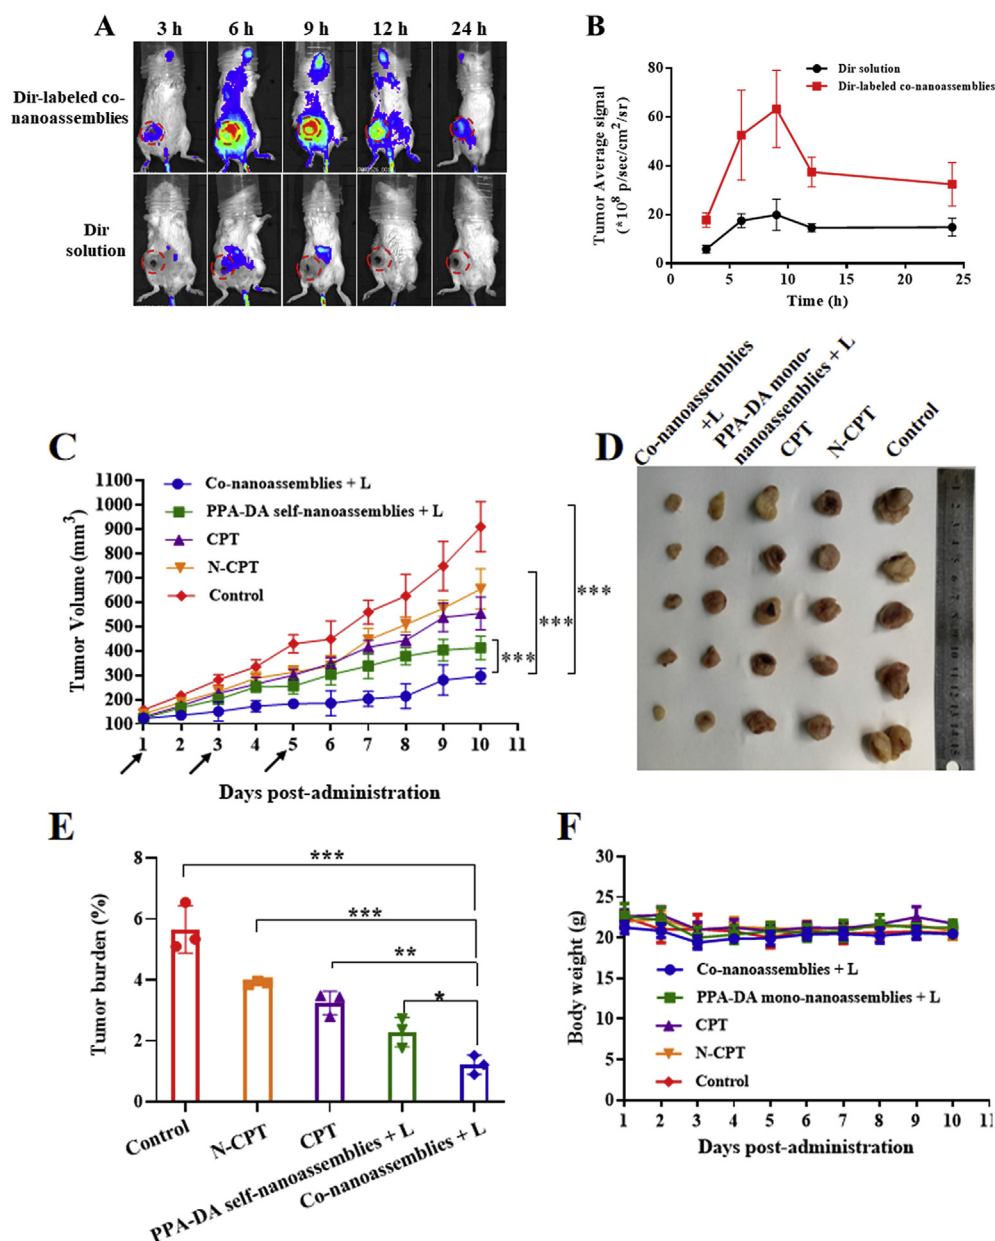 A
3 h 6 h 9 h 12 h 24 h
Dir-labeled co-
nanoassemblies
Dir
solution
B
Dir solution
Dir-labeled co-nanoassemblies
Tumor Average signal
(*10⁸ p/sec/cm²/sr)
80
60
40
20
0
0 5 10 15 20 25
Time (h)
C
Co-nanoassemblies + L
PPA-DA self-nanoassemblies + L
CPT
N-CPT
Control
Tumor Volume (mm³)
1100
1000
900
800
700
600
500
400
300
200
100
1 2 3 4 5 6 7 8 9 10 11
Days post-administration
***
***
***
D
Co-nanoassemblies
+L
PPA-DA mono-
nanoassemblies + L
CPT
N-CPT
Control
E
Tumor burden (%)
8
6
4
2
0
***
***
**
*
Control
N-CPT
CPT
PPA-DA self-nanoassemblies + L
Co-nanoassemblies + L
F
Body weight (g)
30
25
20
15
10
5
0
Co-nanoassemblies + L
PPA-DA mono-nanoassemblies + L
CPT
N-CPT
Control
1 2 3 4 5 6 7 8 9 10 11
Days post-administration